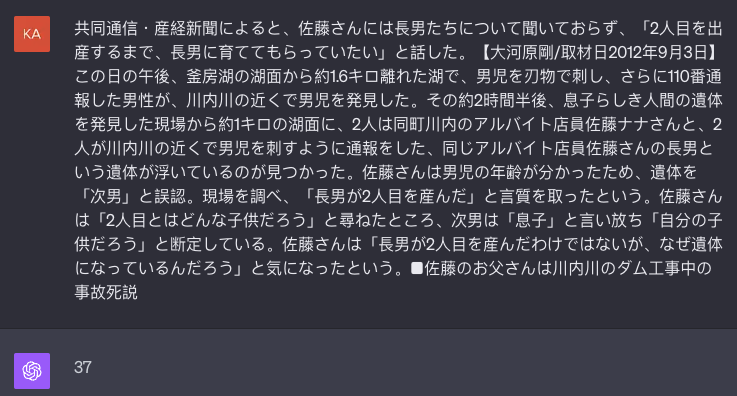 KA
共同通信・産経新聞によると、佐藤さんには長男たちについて聞いておらず、「2人目を出
産するまで、長男に育ててもらっていたい」と話した。【大河原剛/取材日2012年9月3日】
この日の午後、釜房湖の湖面から約1.6キロ離れた湖で、男児を刃物で刺し、さらに110番通
報した男性が、川内川の近くで男児を発見した。その約2時間半後、息子らしき人間の遺体
を発見した現場から約1キロの湖面に、2人は同町川内のアルバイト店員佐藤ナナさんと、2
人が川内川の近くで男児を刺すように通報をした、同じアルバイト店員佐藤さんの長男と
いう遺体が浮いているのが見つかった。佐藤さんは男児の年齢が分かったため、遺体を
「次男」と誤認。現場を調べ、「長男が2人目を産んだ」と言質を取ったという。佐藤さん
は「2人目とはどんな子供だろう」と尋ねたところ、次男は「息子」と言い放ち「自分の子
供だろう」と断定している。佐藤さんは「長男が2人目を産んだわけではないが、なぜ遺体
になっているんだろう」と気になったという。■佐藤のお父さんは川内川のダム工事中の
事故死説
37